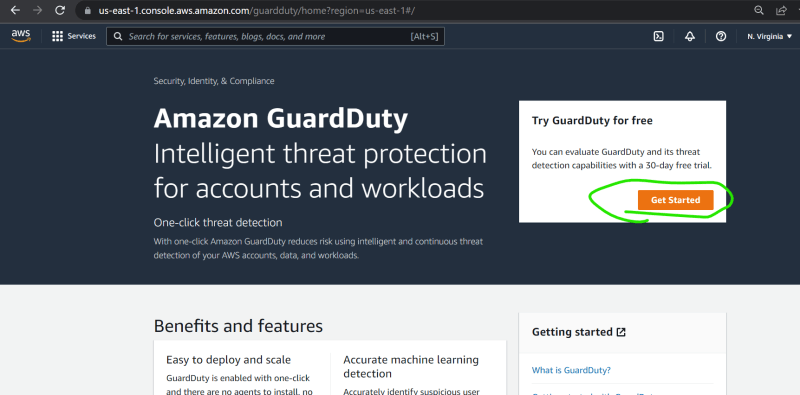 us-east-1.console.aws.amazon.com/guardduty/home?region=us-east-1#/
aws
Services
Search for services, features, blogs, docs, and more
[Alt+S]
N. Virginia
Security, Identity, & Compliance
Amazon GuardDuty
Intelligent threat protection
for accounts and workloads
One-click threat detection
With one-click Amazon GuardDuty reduces risk using intelligent and continuous threat
detection of your AWS accounts, data, and workloads.
Try GuardDuty for free
You can evaluate GuardDuty and its threat
detection capabilities with a 30-day free trial.
Get Started
Benefits and features
Easy to deploy and scale
GuardDuty is enabled with one-click
and there are no agents to install, no
Accurate machine learning
detection
Accurately identify suspicious user
Getting started
What is GuardDuty?